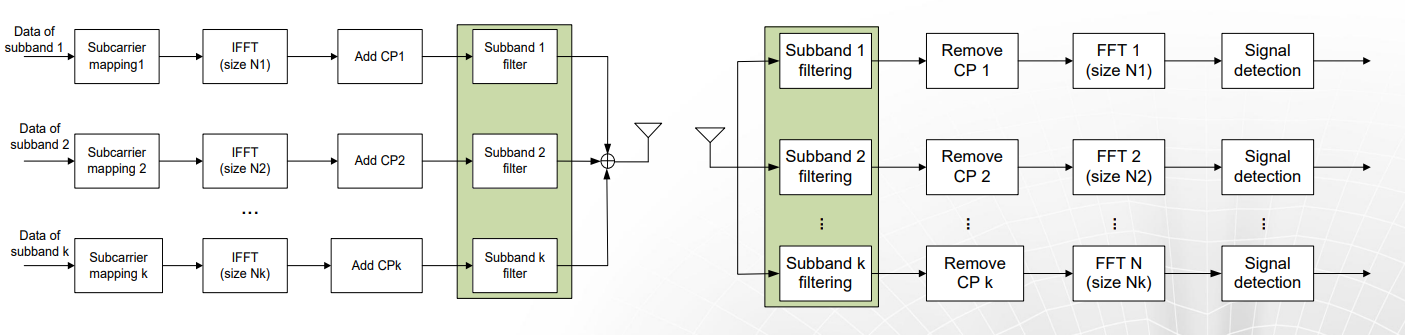 Data of
subband 1
Subcarrier
mapping1
IFFT
(size N1)
Add CP1
Subband 1
filter
Data of
subband 2
Subcarrier
mapping 2
IFFT
(size N2)
Add CP2
Subband 2
filter
...
Data of
subband k
Subcarrier
mapping k
IFFT
(size Nk)
Add CPk
Subband k
filter
Subband 1
filtering
Remove
CP 1
FFT 1
(size N1)
Signal
detection
Subband 2
filtering
Remove
CP 2
FFT 2
(size N2)
Signal
detection
⋮ ⋮ ⋮ ⋮
Subband k
filtering
Remove
CP k
FFT N
(size Nk)
Signal
detection